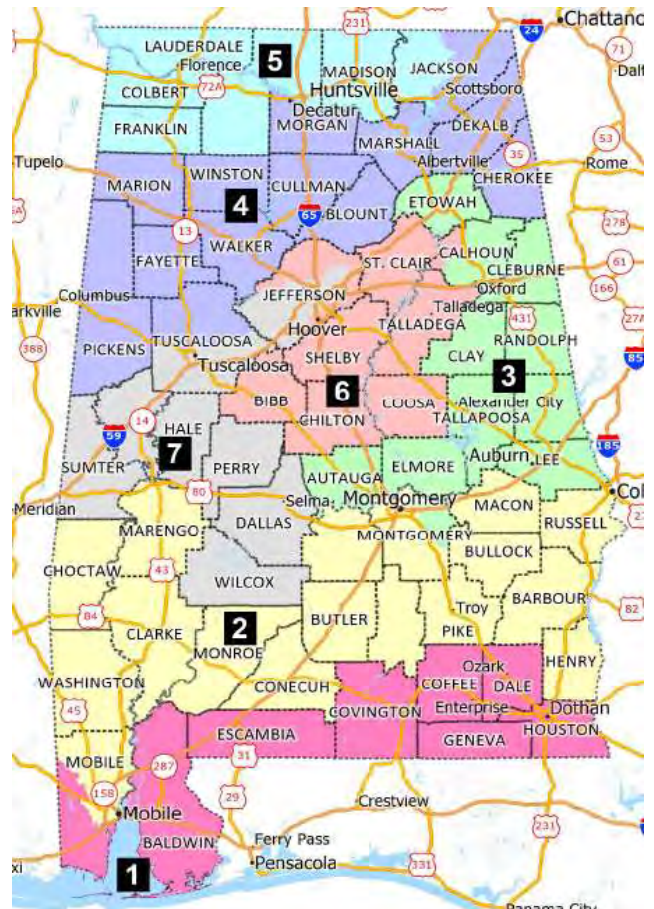 Chattano
231
24
71
LAUDERDALE
5
JACKSON
Florence
MADISON
Dalt
72A
Huntsville
COLBERT
Scottsboro
Decatur
FRANKLIN
MORGAN
DEKALB
53
MARSHALL
35
Tupelo
Albertville
Rome
WINSTON
CHEROKEE
MARION
CULLMAN
ETOWAH
4
65
BLOUNT
278
13
WALKER
CALHOUN
61
FAYETTE
ST. CLAIR
CLEBURNE
166
JEFFERSON
Oxford
Columbus
Talladega
arkville
Hoover
TALLADEGA
431
27A
TUSCALOOSA
RANDOLPH
388
PICKENS
SHELBY
CLAY
85
Tuscaloosa
6
3
BIBB
COOSA
Alexander City
14
CHILTON
TALLAPOOSA
59
HALE
185
7
Auburn
SUMTER
PERRY
ELMORE
LEE
AUTAUGA
80
Selma
Col
Meridian
Montgomery
MACON
MARENGO
DALLAS
RUSSELL
MONTGOMERY
BULLOCK
CHOCTAW
43
WILCOX
BARBOUR
84
Troy
82
CLARKE
2
BUTLER
PIKE
MONROE
Ozark
HENRY
WASHINGTON
CONECUH
COFFEE
DALE
45
COVINGTON
Enterprise
Dothan
ESCAMBIA
HOUSTON
MOBILE
GENEVA
287
31
158
29
Crestview
Mobile
231
BALDWIN
Ferry Pass
331
xi
1
Pensacola
Panama City